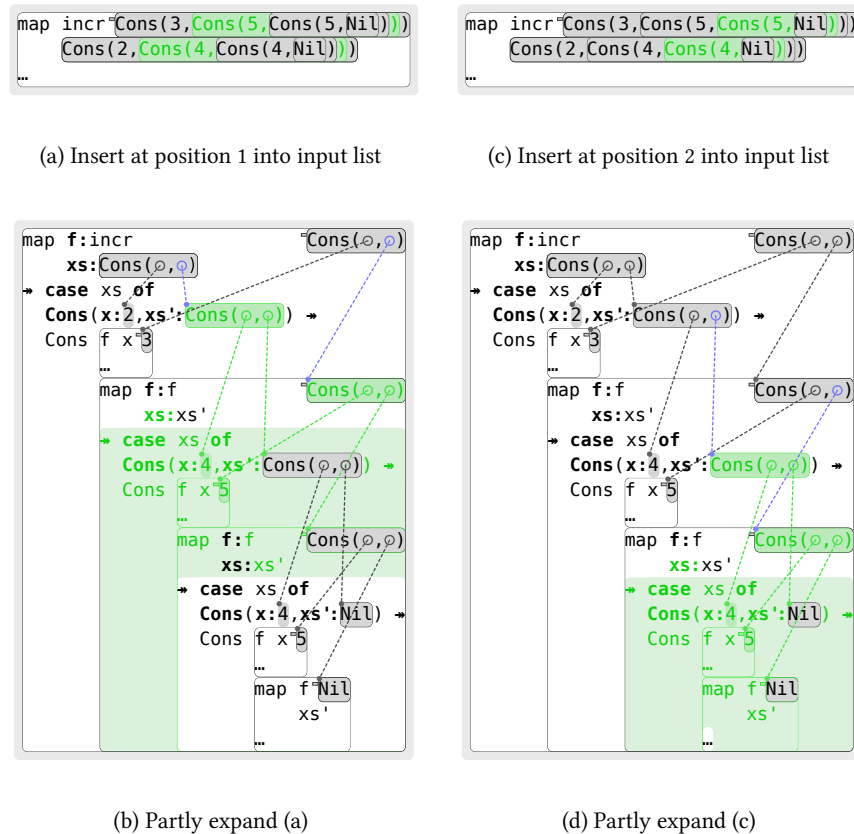 map incr Cons(3,Cons(5,Cons(5,Nil)))
Cons(2,Cons(4,Cons(4,Nil)))
…
(a) Insert at position 1 into input list
map incr Cons(3,Cons(5,Cons(5,Nil)))
Cons(2,Cons(4,Cons(4,Nil)))
…
(c) Insert at position 2 into input list
map f:incr Cons(○,○)
xs:Cons(○,○)
↠ case xs of
Cons(x:2,xs':Cons(○,○)) ↠
Cons f x 3
…
map f:f Cons(○,○)
xs:xs'
↠ case xs of
Cons(x:4,xs':Cons(○,○)) ↠
Cons f x 5
…
map f:f Cons(○,○)
xs:xs'
↠ case xs of
Cons(x:4,xs':Nil) ↠
Cons f x 5
…
map f Nil
xs'
…
(b) Partly expand (a)
map f:incr Cons(○,○)
xs:Cons(○,○)
↠ case xs of
Cons(x:2,xs':Cons(○,○)) ↠
Cons f x 3
…
map f:f Cons(○,○)
xs:xs'
↠ case xs of
Cons(x:4,xs':Cons(○,○)) ↠
Cons f x 5
…
map f:f Cons(○,○)
xs:xs'
↠ case xs of
Cons(x:4,xs':Nil) ↠
Cons f x 5
…
map f Nil
xs'
…
(d) Partly expand (c)